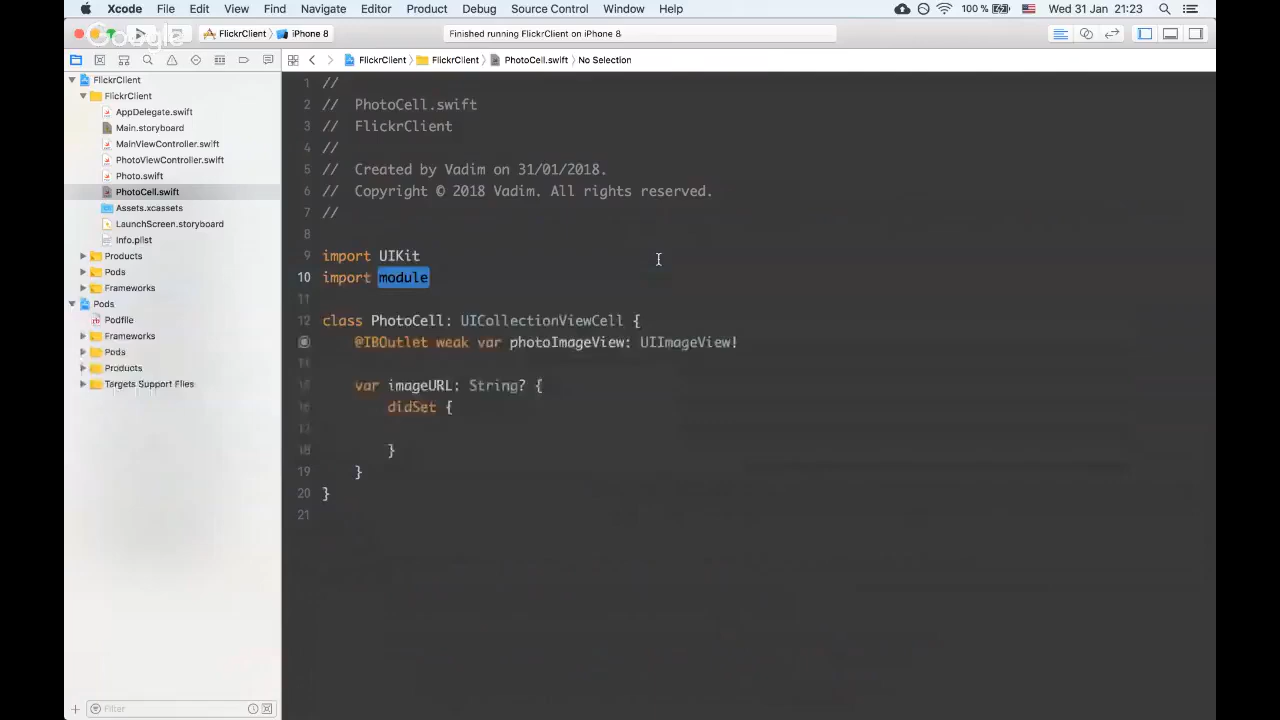 Xcode File Edit View Find Navigate Editor Product Debug Source Control Window Help 100 % Wed 31 Jan 21:23
Google
FlickrClient iPhone 8 Finished running FlickrClient on iPhone 8
FlickrClient FlickrClient PhotoCell.swift No Selection
FlickrClient
FlickrClient
AppDelegate.swift
Main.storyboard
MainViewController.swift
PhotoViewController.swift
Photo.swift
PhotoCell.swift
Assets.xcassets
LaunchScreen.storyboard
Info.plist
Products
Pods
Frameworks
Pods
Podfile
Frameworks
Pods
Products
Targets Support Files
Filter
1 //
2 // PhotoCell.swift
3 // FlickrClient
4 //
5 // Created by Vadim on 31/01/2018.
6 // Copyright © 2018 Vadim. All rights reserved.
7 //
8
9 import UIKit
10 import module
11
12 class PhotoCell: UICollectionViewCell {
@IBOutlet weak var photoImageView: UIImageView!
var imageURL: String? {
didSet {
18 }
19 }
20 }
21